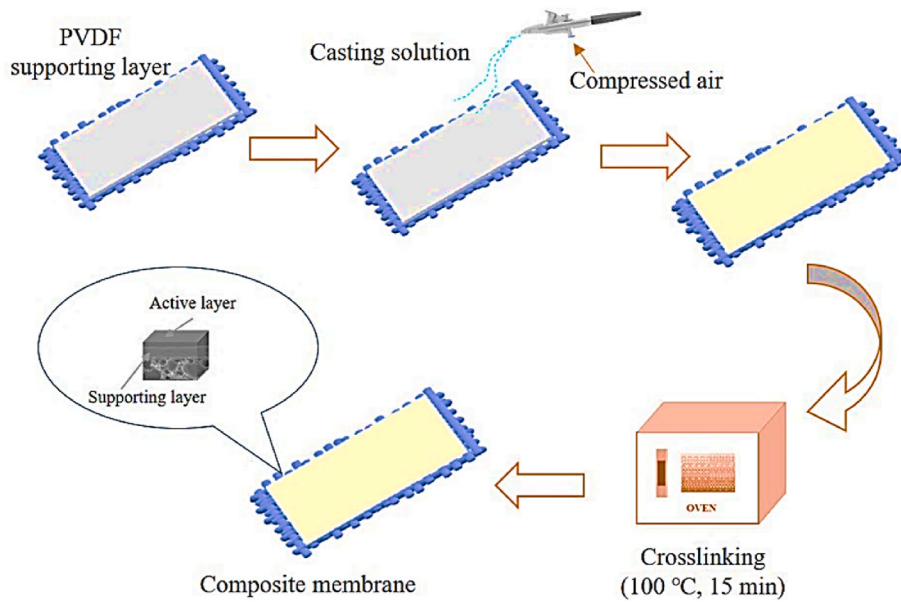 PVDF
supporting layer
Casting solution
Compressed air
Active layer
Supporting layer
OVEN
Crosslinking
(100 °C, 15 min)
Composite membrane